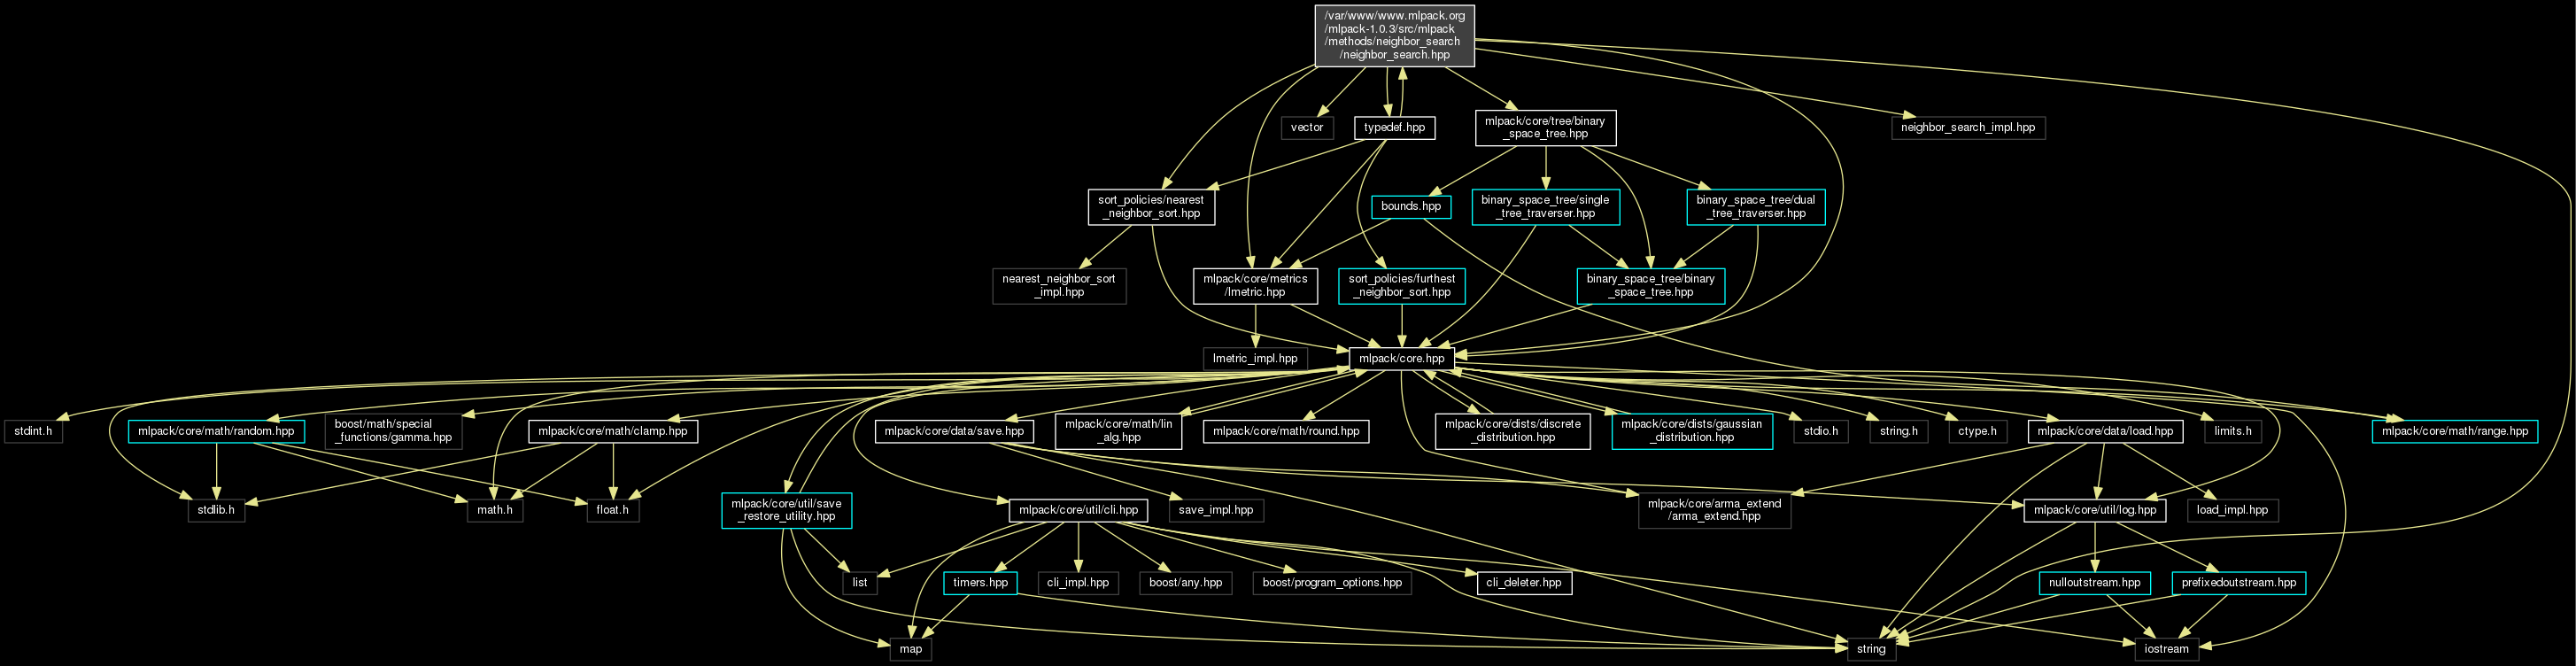 /var/www/www.mlpack.org
/mlpack-1.0.3/src/mlpack
/methods/neighbor_search
/neighbor_search.hpp
vector
typedef.hpp
mlpack/core/tree/binary
_space_tree.hpp
neighbor_search_impl.hpp
sort_policies/nearest
_neighbor_sort.hpp
bounds.hpp
binary_space_tree/single
_tree_traverser.hpp
binary_space_tree/dual
_tree_traverser.hpp
nearest_neighbor_sort
_impl.hpp
mlpack/core/metrics
/lmetric.hpp
sort_policies/furthest
_neighbor_sort.hpp
binary_space_tree/binary
_space_tree.hpp
lmetric_impl.hpp
mlpack/core.hpp
stdint.h
mlpack/core/math/random.hpp
boost/math/special
_functions/gamma.hpp
mlpack/core/math/clamp.hpp
mlpack/core/data/save.hpp
mlpack/core/math/lin
_alg.hpp
mlpack/core/math/round.hpp
mlpack/core/dists/discrete
_distribution.hpp
mlpack/core/dists/gaussian
_distribution.hpp
stdio.h
string.h
ctype.h
mlpack/core/data/load.hpp
limits.h
mlpack/core/math/range.hpp
stdlib.h
math.h
float.h
mlpack/core/util/save
_restore_utility.hpp
mlpack/core/util/cli.hpp
save_impl.hpp
mlpack/core/arma_extend
/arma_extend.hpp
mlpack/core/util/log.hpp
load_impl.hpp
list
timers.hpp
cli_impl.hpp
boost/any.hpp
boost/program_options.hpp
cli_deleter.hpp
nulloutstream.hpp
prefixedoutstream.hpp
map
string
iostream